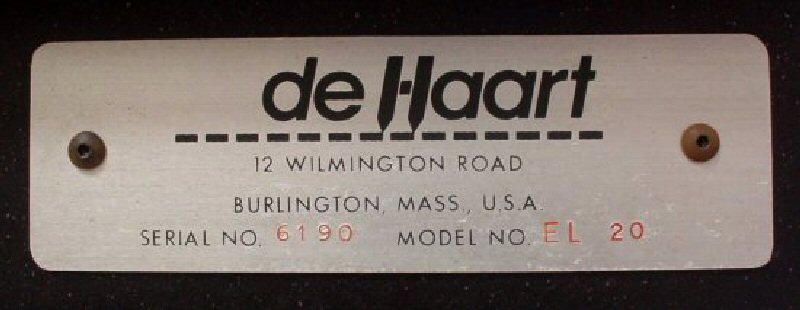 de Haart
12 WILMINGTON ROAD
BURLINGTON, MASS., U.S.A.
SERIAL NO. 6190 MODEL NO. EL 20